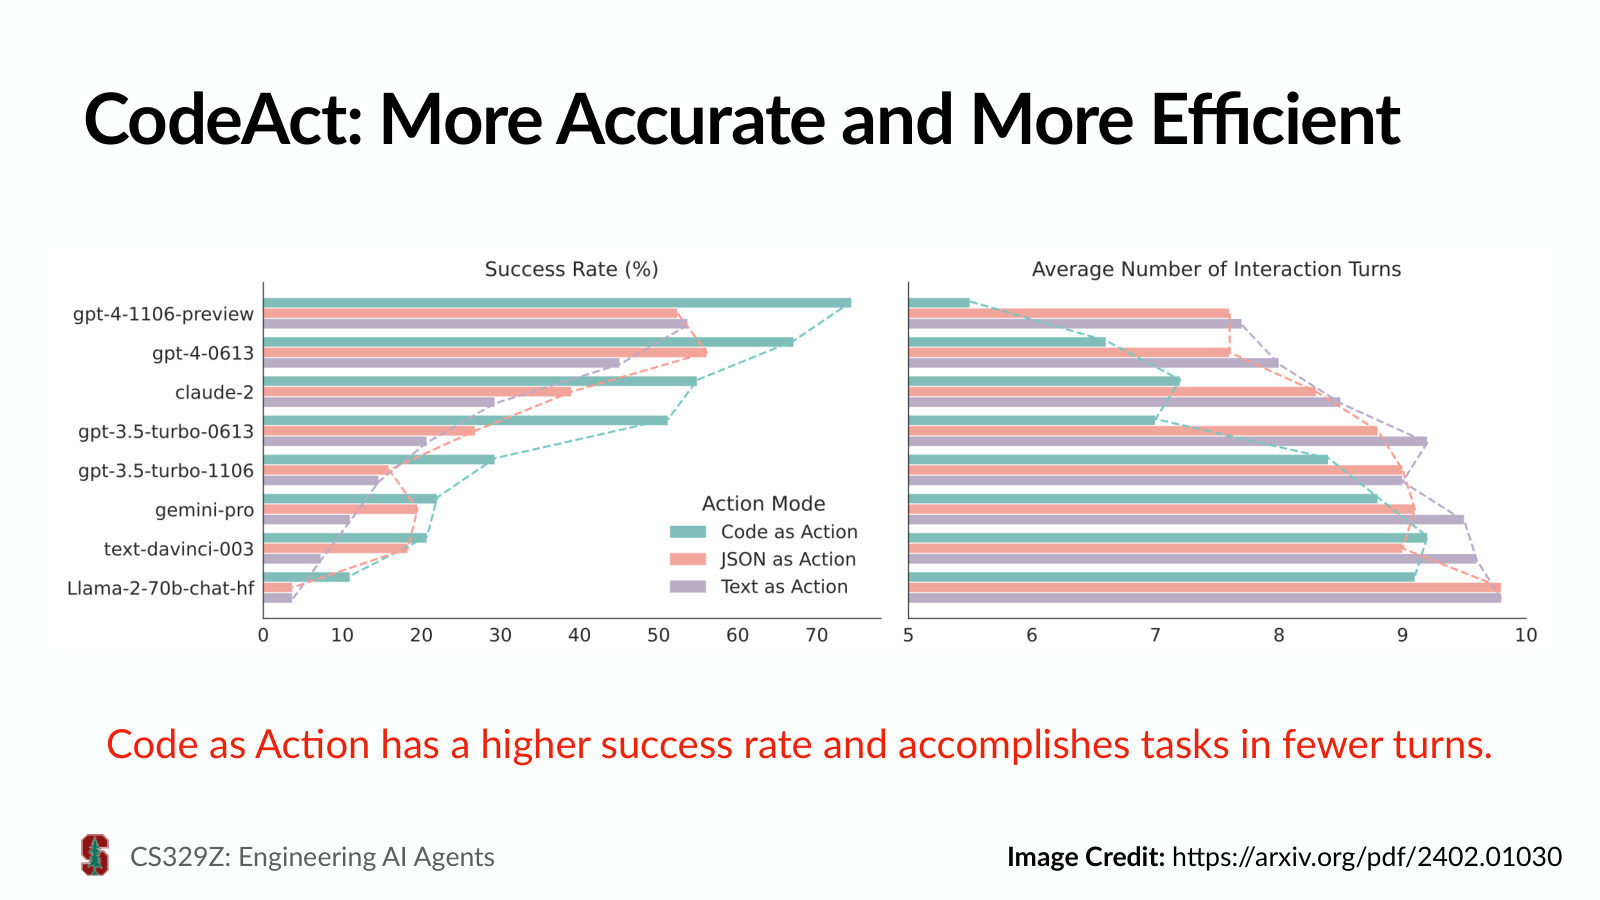 CodeAct: More Accurate and More Efficient
Success Rate (%)
gpt-4-1106-preview
gpt-4-0613
claude-2
gpt-3.5-turbo-0613
gpt-3.5-turbo-1106
gemini-pro
text-davinci-003
Llama-2-70b-chat-hf
Action Mode
Code as Action
JSON as Action
Text as Action
0 10 20 30 40 50 60 70
Average Number of Interaction Turns
5 6 7 8 9 10
Code as Action has a higher success rate and accomplishes tasks in fewer turns.
CS329Z: Engineering AI Agents
Image Credit: https://arxiv.org/pdf/2402.01030